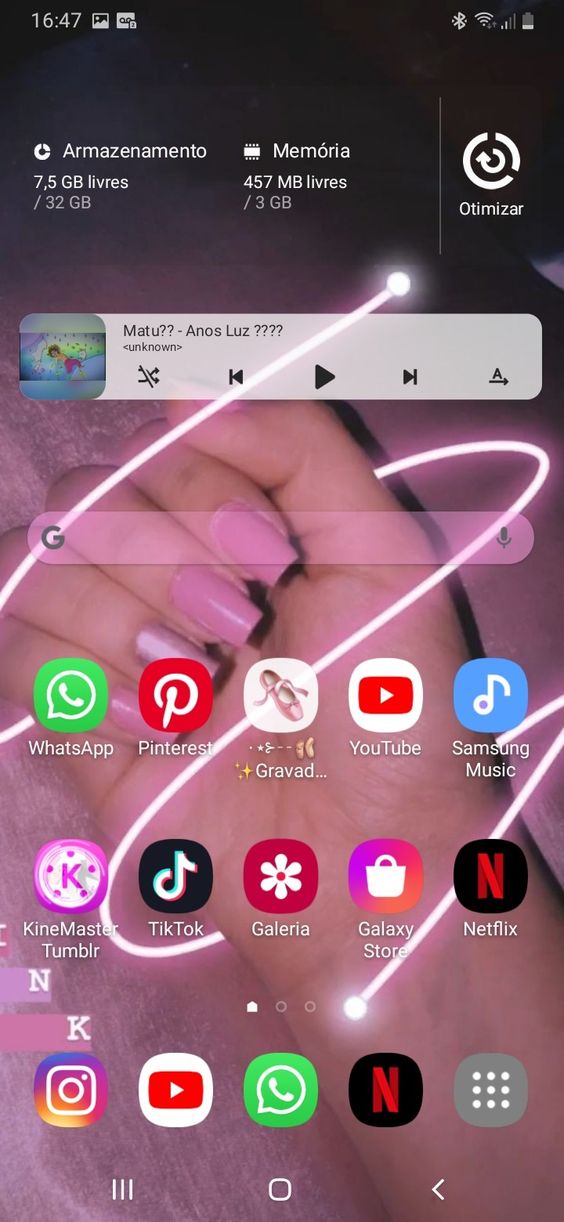 16:47
Armazenamento
7,5 GB livres
/ 32 GB
Memória
457 MB livres
/ 3 GB
Otimizar
Matu?? - Anos Luz ????
<unknown>
WhatsApp
Pinterest
✨Gravad...
YouTube
Samsung
Music
KineMaster
Tumblr
TikTok
Galeria
Galaxy
Store
Netflix
N
K